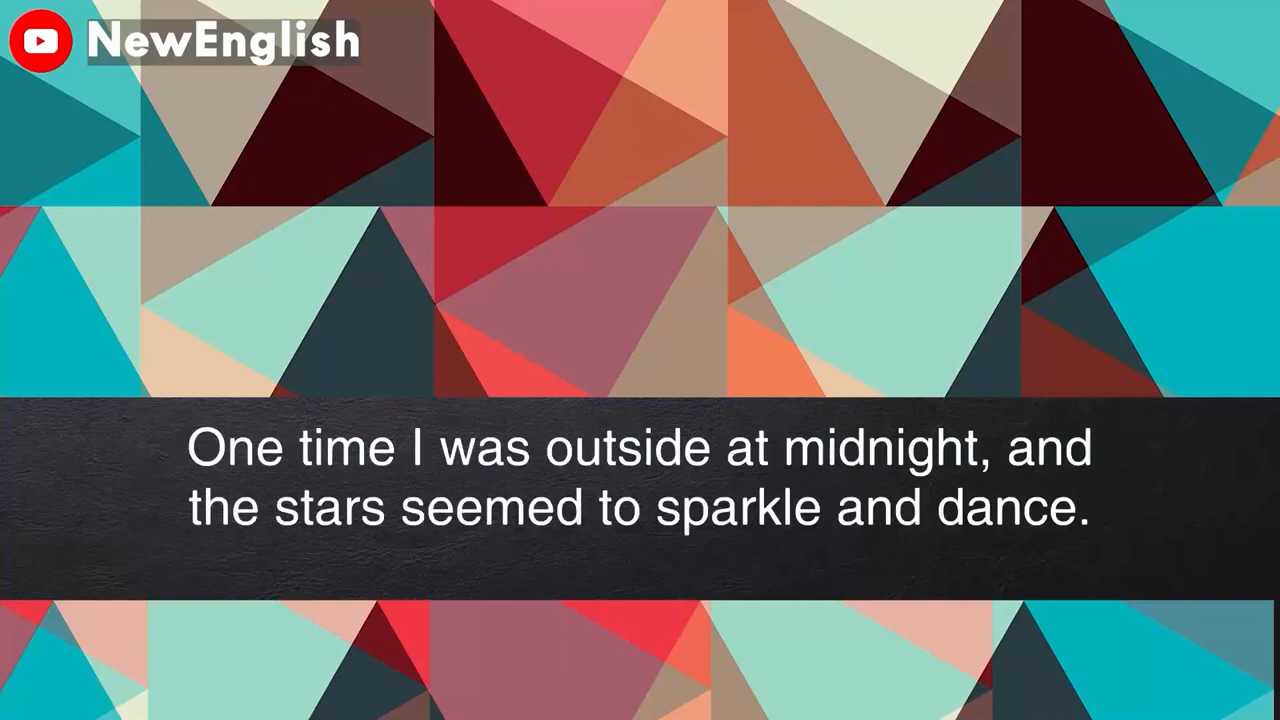 NewEnglish
One time I was outside at midnight, and
the stars seemed to sparkle and dance.